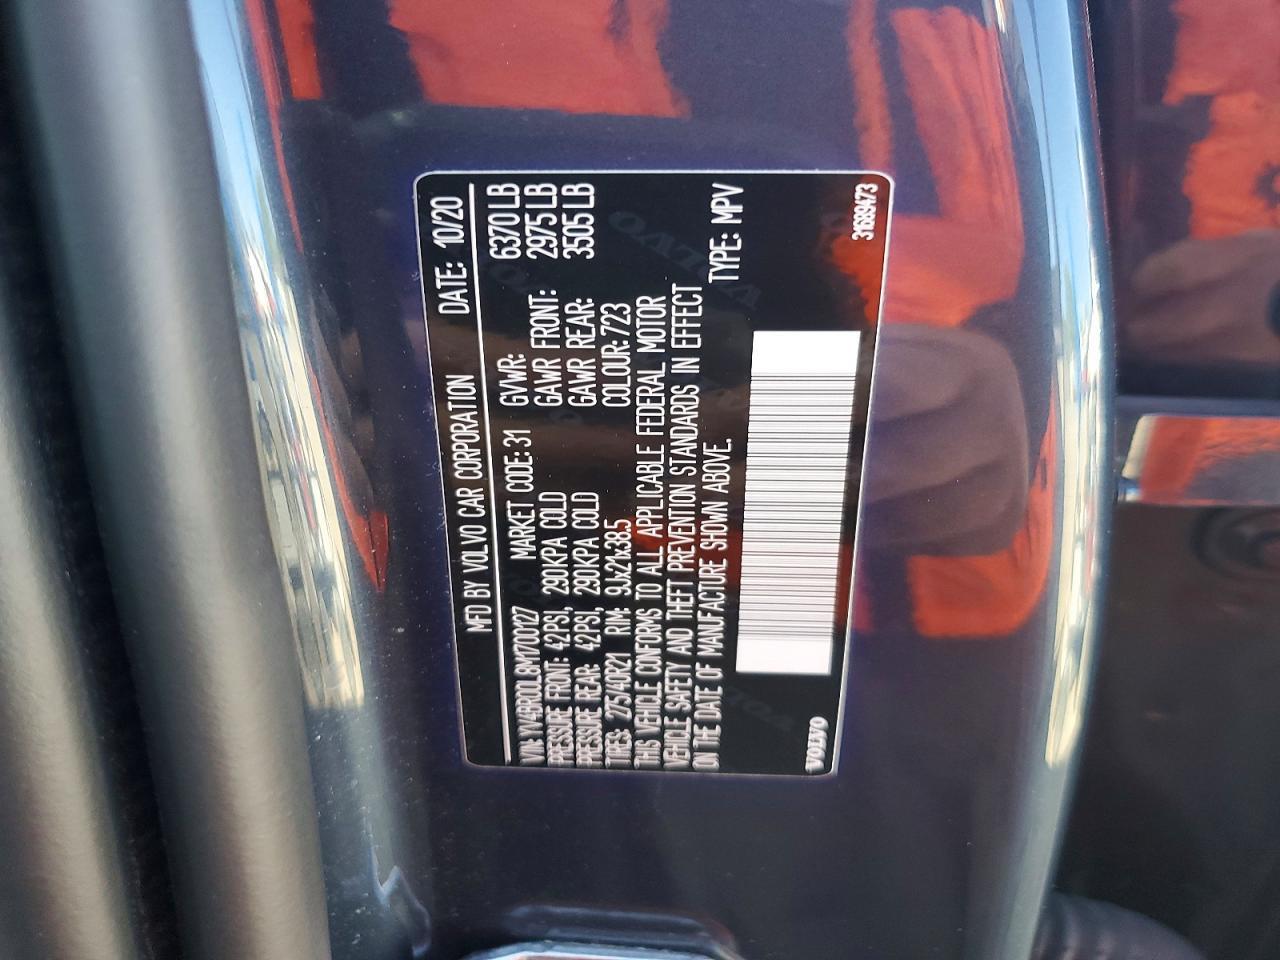 MFD BY VOLVO CAR CORPORATION DATE: 10/20
VIN: YV4BR00L8M1700127 MARKET CODE: 31 GVWR: 6370 LB
PRESSURE FRONT: 42PSI, 290KPA COLD GAWR FRONT: 2975 LB
PRESSURE REAR: 42PSI, 290KPA COLD GAWR REAR: 3505 LB
TIRES: 275/40R21 RIM: 9Jx21x38.5 COLOUR: 723
THIS VEHICLE CONFORMS TO ALL APPLICABLE FEDERAL MOTOR
VEHICLE SAFETY AND THEFT PREVENTION STANDARDS IN EFFECT
ON THE DATE OF MANUFACTURE SHOWN ABOVE. TYPE: MPV
VOLVO 31689473